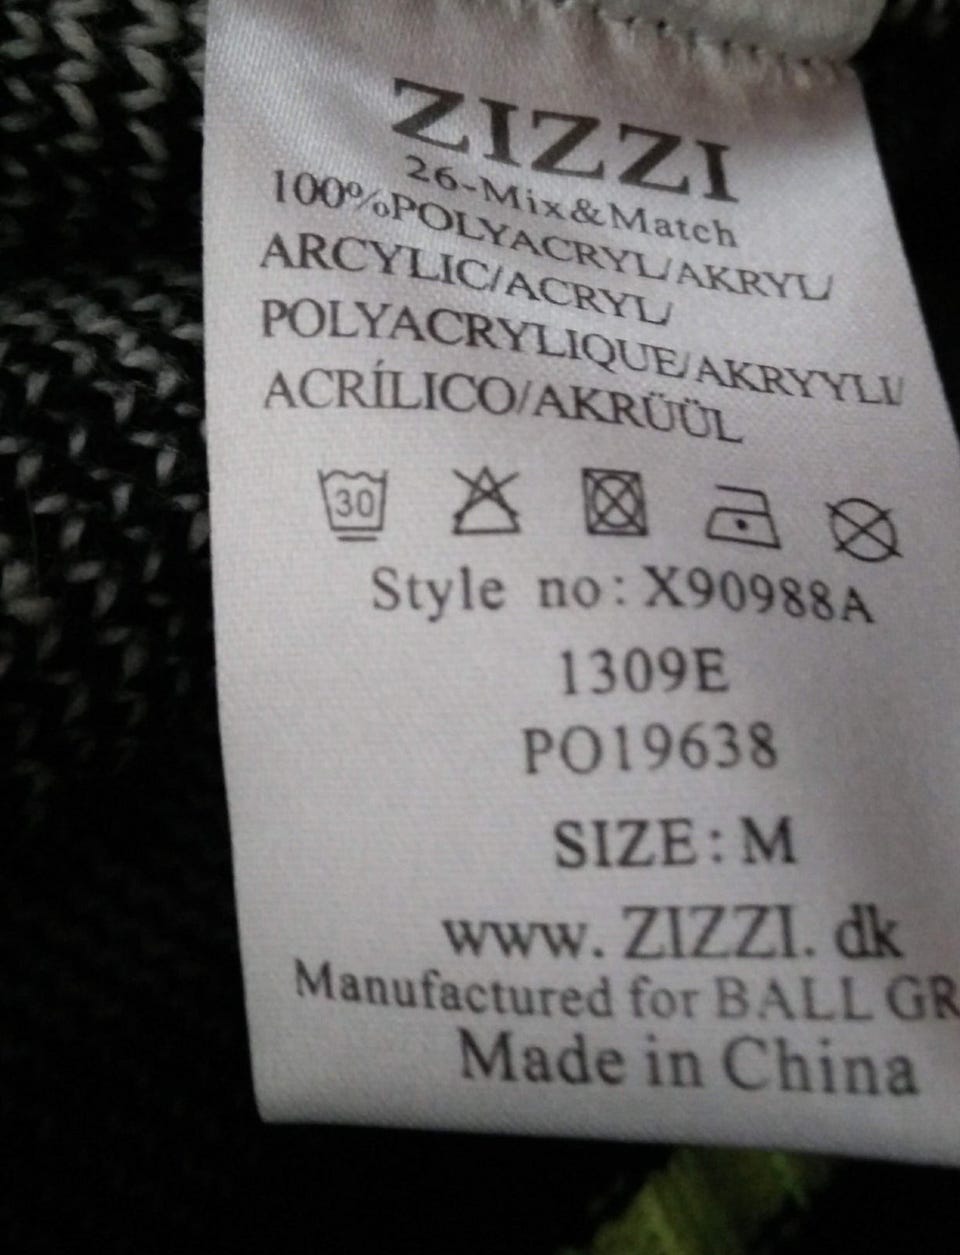 ZIZZI
26-Mix&Match
100%POLYACRYL/AKRYL/
ARCYLIC/ACRYL/
POLYACRYLIQUE/AKRYYLI/
ACRÍLICO/AKRÜÜL
30
Style no:X90988A
1309E
PO19638
SIZE:M
www.ZIZZI.dk
Manufactured for BALL GR
Made in China